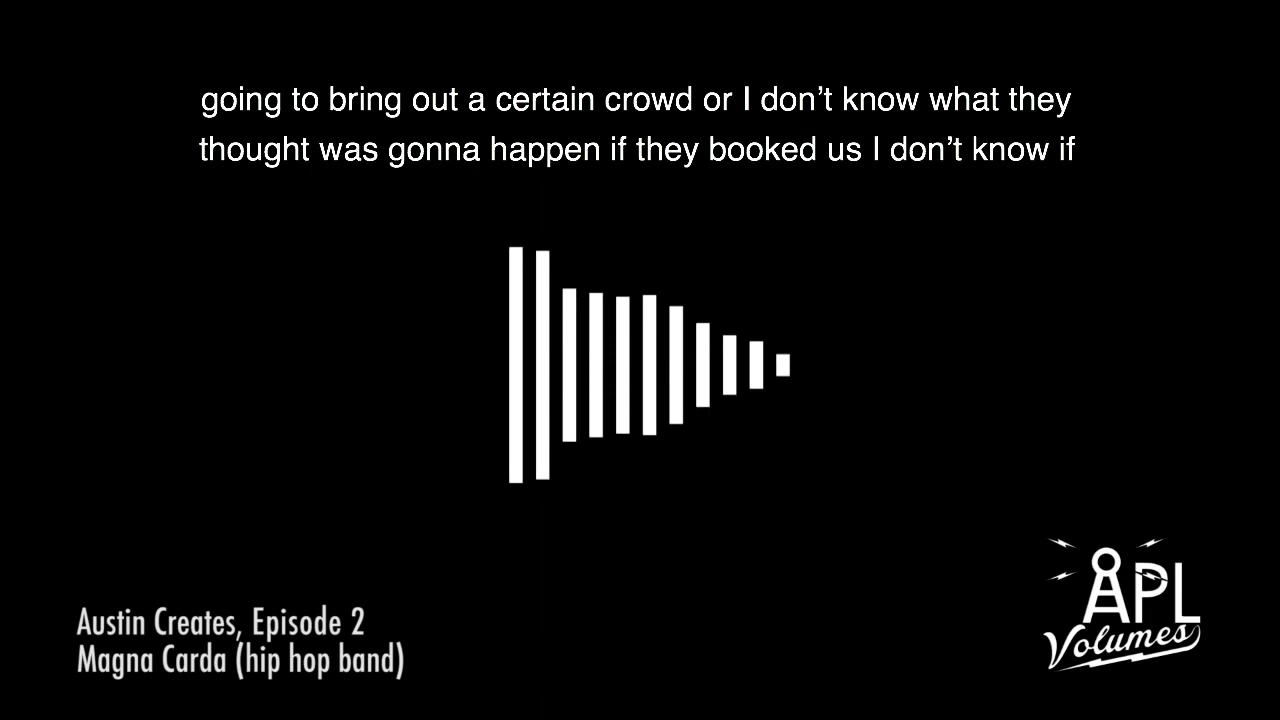 going to bring out a certain crowd or I don’t know what they
thought was gonna happen if they booked us I don’t know if
Austin Creates, Episode 2
Magna Carda (hip hop band)
APL
Volumes